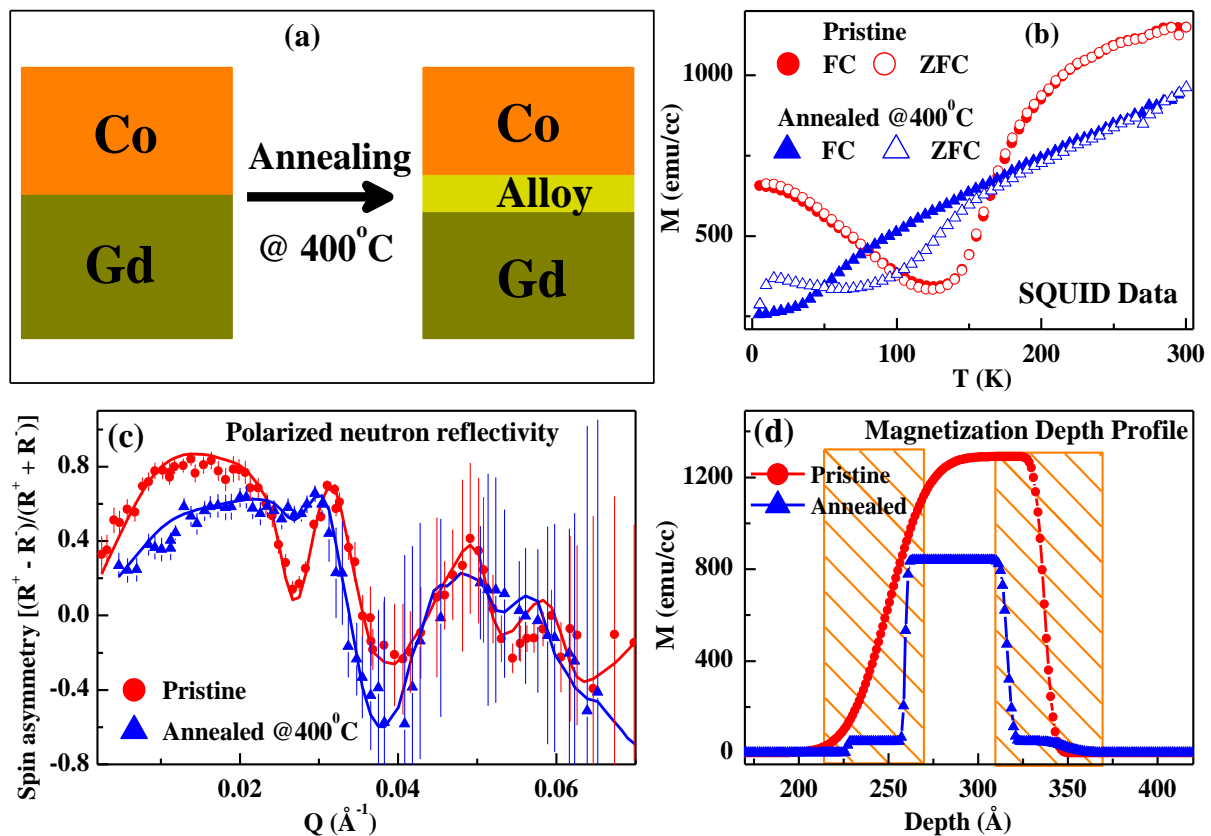 (a)
Co
Gd
Annealing
@ 400°C
Co
Alloy
Gd
(b)
Pristine
FC ZFC
Annealed @400⁰C
FC ZFC
SQUID Data
M (emu/cc)
1000
500
0 100 200 300
T (K)
(c)
Polarized neutron reflectivity
Pristine
Annealed @400⁰C
Spin asymmetry [(R⁺ - R⁻)/(R⁺ + R⁻)]
0.8
0.4
0.0
-0.4
-0.8
0.02 0.04 0.06
Q (Å⁻¹)
(d)
Magnetization Depth Profile
Pristine
Annealed
M (emu/cc)
1200
800
400
0
200 250 300 350 400
Depth (Å)